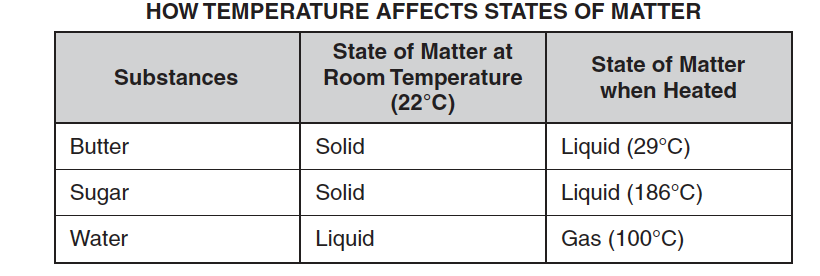 HOW TEMPERATURE AFFECTS STATES OF MATTER
Substances
State of Matter at
Room Temperature
(22°C)
State of Matter
when Heated
Butter Solid Liquid (29°C)
Sugar Solid Liquid (186°C)
Water Liquid Gas (100°C)